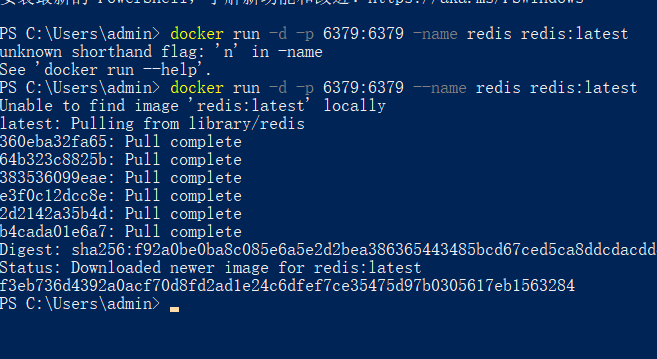 PS C:\Users\admin> docker run -d -p 6379:6379 -name redis redis:latest
unknown shorthand flag: 'n' in -name
See 'docker run --help'.
PS C:\Users\admin> docker run -d -p 6379:6379 --name redis redis:latest
Unable to find image 'redis:latest' locally
latest: Pulling from library/redis
360eba32fa65: Pull complete
64b323c8825b: Pull complete
383536099eae: Pull complete
e3f0c12dcc8e: Pull complete
2d2142a35b4d: Pull complete
b4cada01e6a7: Pull complete
Digest: sha256:f92a0be0ba8c085e6a5e2d2bea386365443485bcd67ced5ca8ddcdacdd
Status: Downloaded newer image for redis:latest
f3eb736d4392a0acf70d8fd2ad1e24c6dfef7ce35475d97b0305617eb1563284
PS C:\Users\admin>